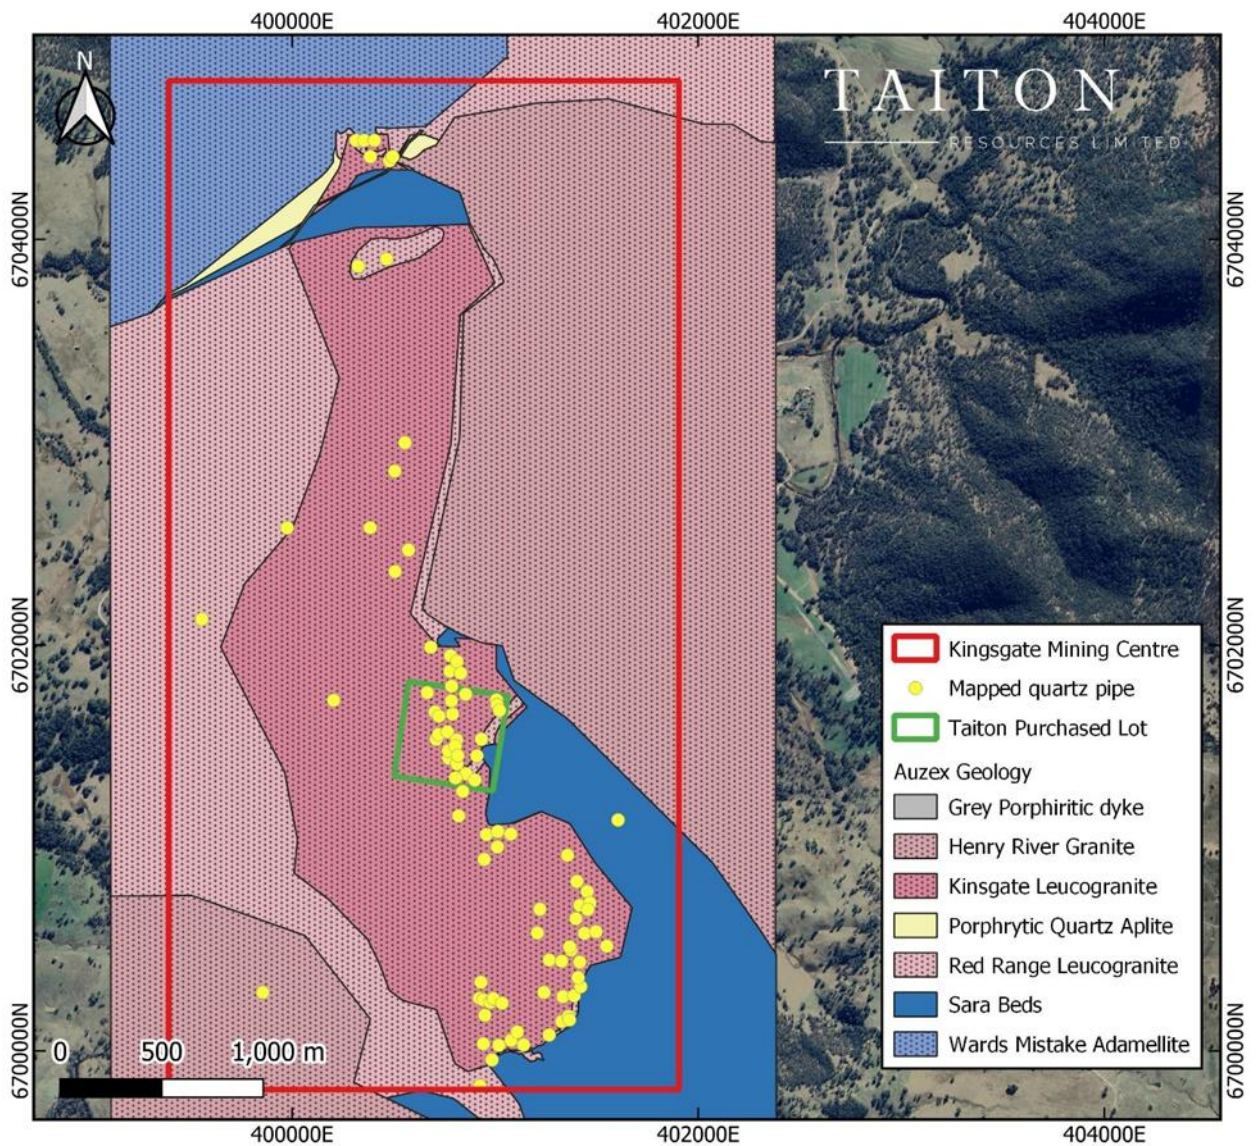 400000E
402000E
404000E
N
TAITON
RESOURCES LIMITED
6704000N
6704000N
6702000N
6702000N
6700000N
6700000N
Kingsgate Mining Centre
Mapped quartz pipe
Taiton Purchased Lot
Auzex Geology
Grey Porphiritic dyke
Henry River Granite
Kinsgate Leucogranite
Porphrytic Quartz Aplite
Red Range Leucogranite
Sara Beds
Wards Mistake Adamellite
0 500 1,000 m
400000E
402000E
404000E